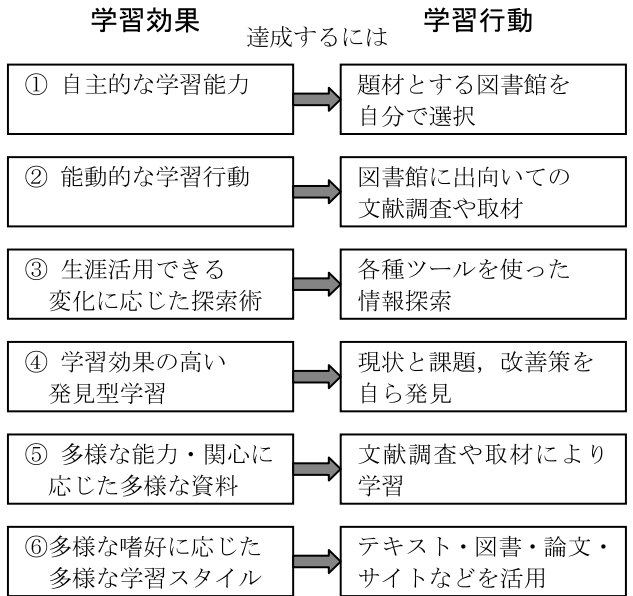 学習効果
達成するには
学習行動
① 自主的な学習能力
題材とする図書館を
自分で選択
② 能動的な学習行動
図書館に出向いての
文献調査や取材
③ 生涯活用できる
変化に応じた探索術
各種ツールを使った
情報探索
④ 学習効果の高い
発見型学習
現状と課題，改善策を
自ら発見
⑤ 多様な能力・関心に
応じた多様な資料
文献調査や取材により
学習
⑥多様な嗜好に応じた
多様な学習スタイル
テキスト・図書・論文・
サイトなどを活用